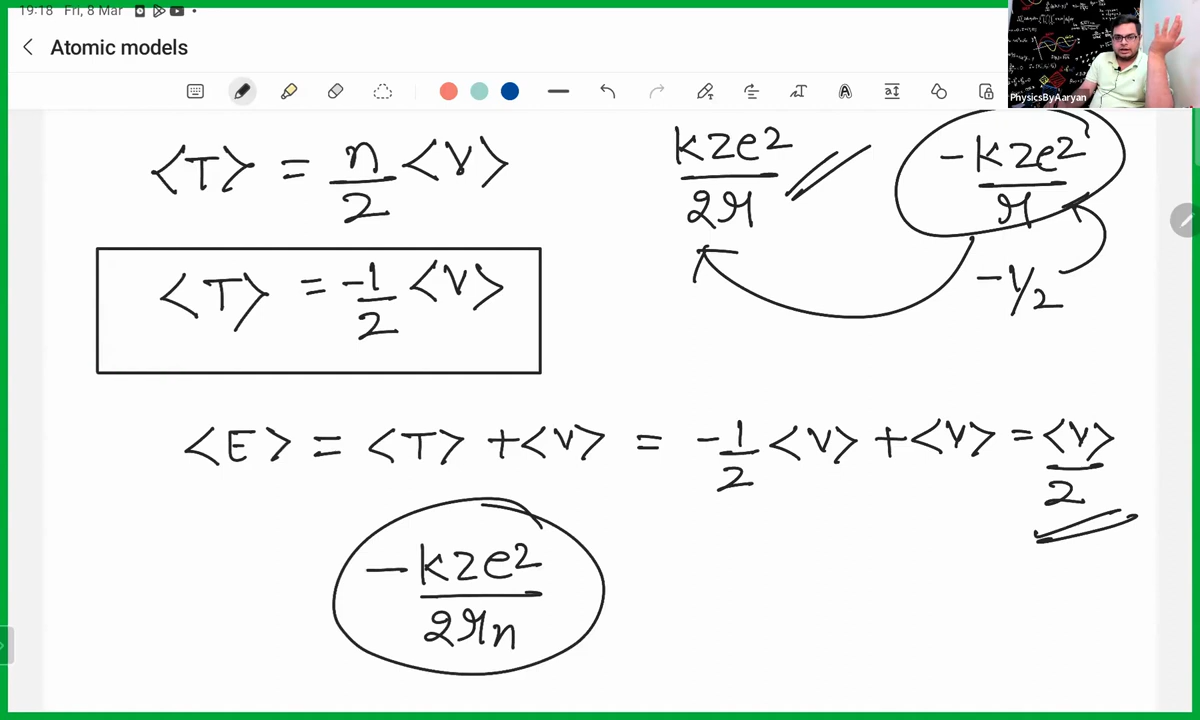 19:18 Fri, 8 Mar
Atomic models
PhysicsByAaryan
<T> = n/2 <V>
kze²/2r
-kze²/r
-1/2
<T> = -1/2 <V>
<E> = <T> + <V> = -1/2 <V> + <V> = <V>/2
-kze²/2rn